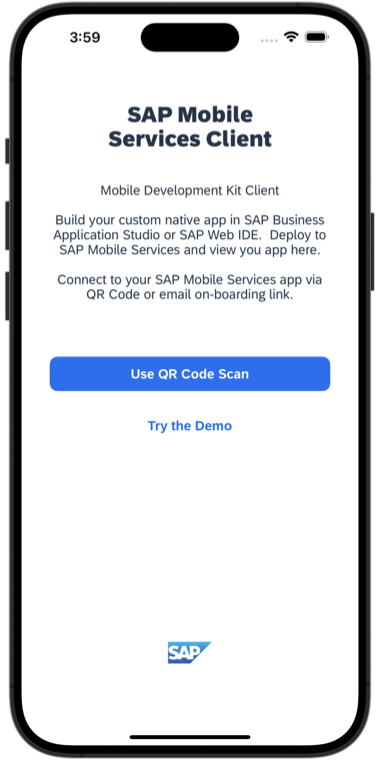 3:59
SAP Mobile
Services Client
Mobile Development Kit Client
Build your custom native app in SAP Business
Application Studio or SAP Web IDE.  Deploy to
SAP Mobile Services and view you app here.
Connect to your SAP Mobile Services app via
QR Code or email on-boarding link.
Use QR Code Scan
Try the Demo
SAP